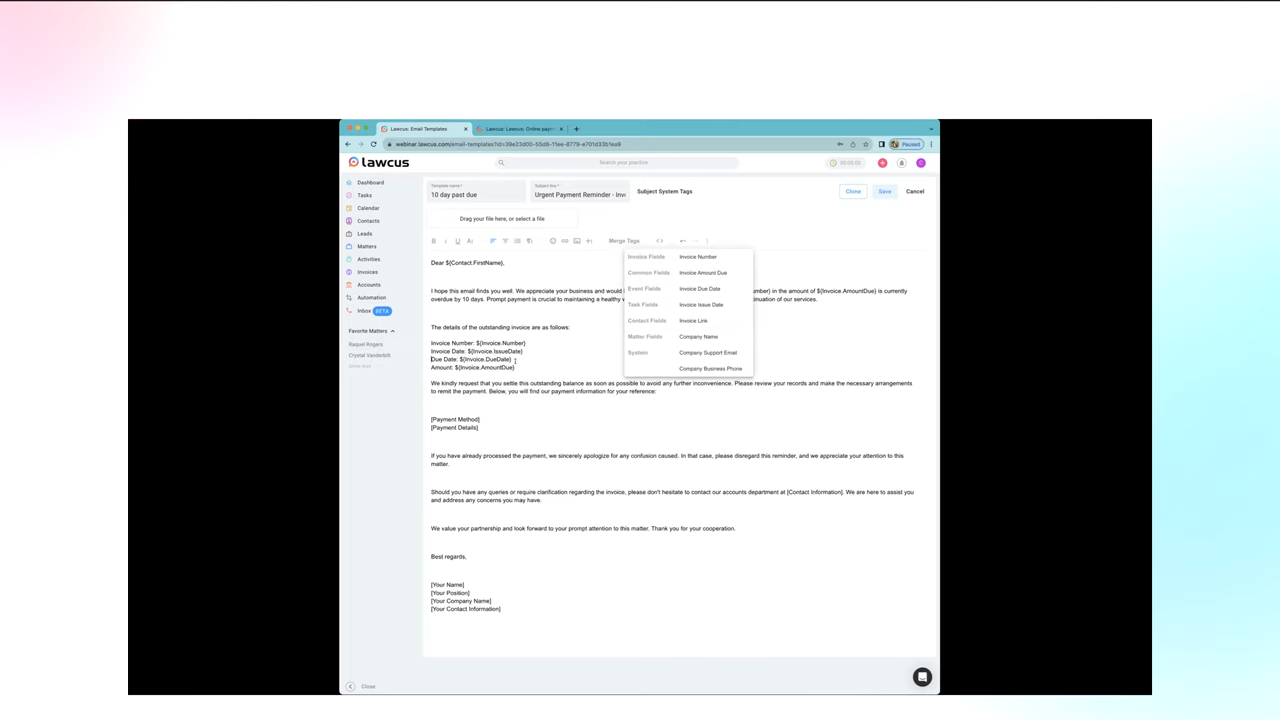 Lawcus: Email Templates
Lawcus: Lawcus: Online paym
webinar.lawcus.com/email-templates?id=39e23d00-55d6-11ee-8779-e701d33b1ea9
Paused
lawcus
Search your practice
00:00:00
C
Dashboard
Tasks
Calendar
Contacts
Leads
Matters
Activities
Invoices
Accounts
Automation
Inbox BETA
Favorite Matters
Raquel Rogers
Crystal Vanderbilt
Show less
Close
Template name *
10 day past due
Subject line *
Urgent Payment Reminder - Inv
Subject System Tags
Clone
Save
Cancel
Drag your file here, or select a file
Merge Tags
Invoice Fields
Common Fields
Event Fields
Task Fields
Contact Fields
Matter Fields
System
Invoice Number
Invoice Amount Due
Invoice Due Date
Invoice Issue Date
Invoice Link
Company Name
Company Support Email
Company Business Phone
Dear ${Contact.FirstName},
I hope this email finds you well. We appreciate your business and would umber} in the amount of ${Invoice.AmountDue} is currently
overdue by 10 days. Prompt payment is crucial to maintaining a healthy w nuation of our services.
The details of the outstanding invoice are as follows:
Invoice Number: ${Invoice.Number}
Invoice Date: ${Invoice.IssueDate}
Due Date: ${Invoice.DueDate}
Amount: ${Invoice.AmountDue}
We kindly request that you settle this outstanding balance as soon as possible to avoid any further inconvenience. Please review your records and make the necessary arrangements
to remit the payment. Below, you will find our payment information for your reference:
[Payment Method]
[Payment Details]
If you have already processed the payment, we sincerely apologize for any confusion caused. In that case, please disregard this reminder, and we appreciate your attention to this
matter.
Should you have any queries or require clarification regarding the invoice, please don't hesitate to contact our accounts department at [Contact Information]. We are here to assist you
and address any concerns you may have.
We value your partnership and look forward to your prompt attention to this matter. Thank you for your cooperation.
Best regards,
[Your Name]
[Your Position]
[Your Company Name]
[Your Contact Information]